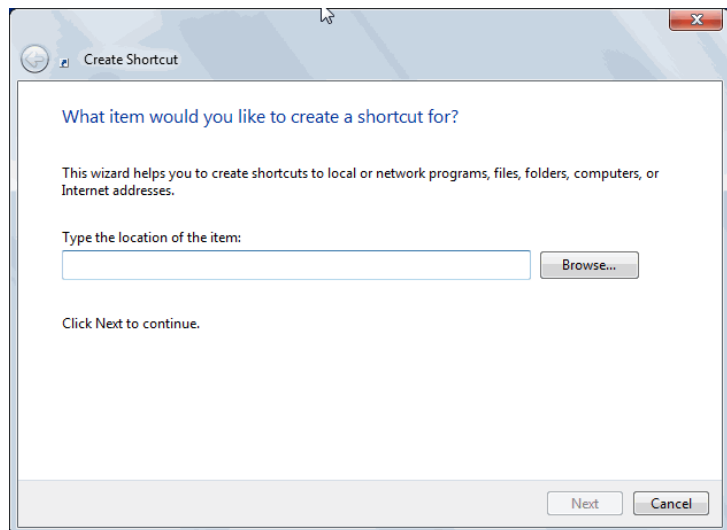 Create Shortcut
What item would you like to create a shortcut for?
This wizard helps you to create shortcuts to local or network programs, files, folders, computers, or
Internet addresses.
Type the location of the item:
Browse...
Click Next to continue.
Next
Cancel